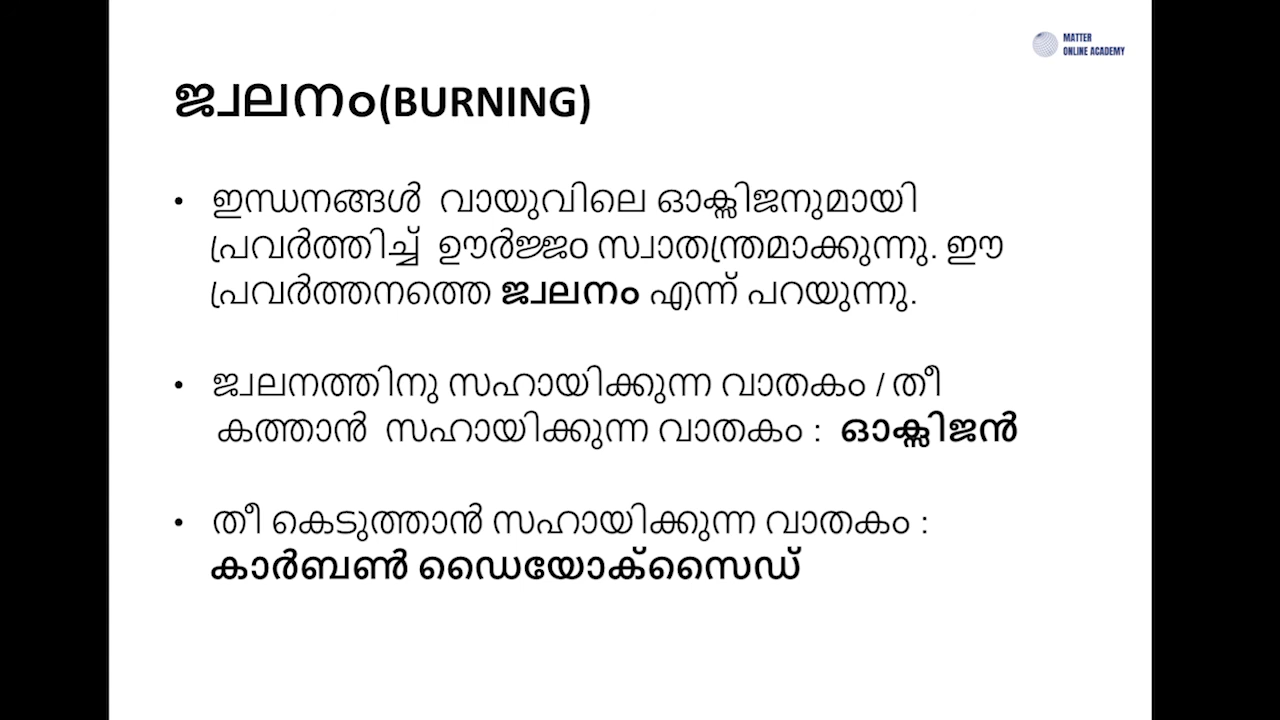 MATTER
ONLINE ACADEMY
ജ്വലനം(BURNING)
• ഇന്ധനങ്ങൾ വായുവിലെ ഓക്സിജനുമായി
പ്രവർത്തിച്ച് ഊർജ്ജം സ്വാതന്ത്രമാക്കുന്നു. ഈ
പ്രവർത്തനത്തെ ജ്വലനം എന്ന് പറയുന്നു.
• ജ്വലനത്തിനു സഹായിക്കുന്ന വാതകം / തീ
കത്താൻ സഹായിക്കുന്ന വാതകം : ഓക്സിജൻ
• തീ കെടുത്താൻ സഹായിക്കുന്ന വാതകം :
കാർബൺ ഡൈയോക്സൈഡ്